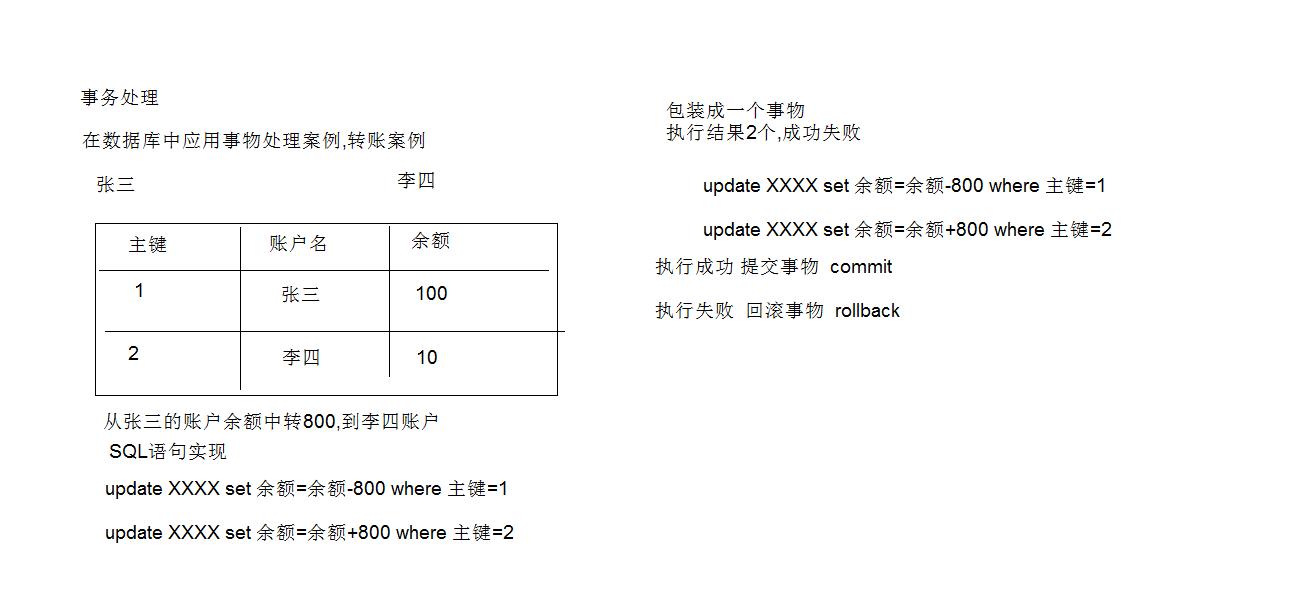 事务处理
在数据库中应用事物处理案例,转账案例
张三 李四
主键 账户名 余额
1 张三 100
2 李四 10
从张三的账户余额中转800,到李四账户
SQL语句实现
update XXXX set 余额=余额-800 where 主键=1
update XXXX set 余额=余额+800 where 主键=2
包装成一个事物
执行结果2个,成功失败
update XXXX set 余额=余额-800 where 主键=1
update XXXX set 余额=余额+800 where 主键=2
执行成功 提交事物 commit
执行失败 回滚事物 rollback